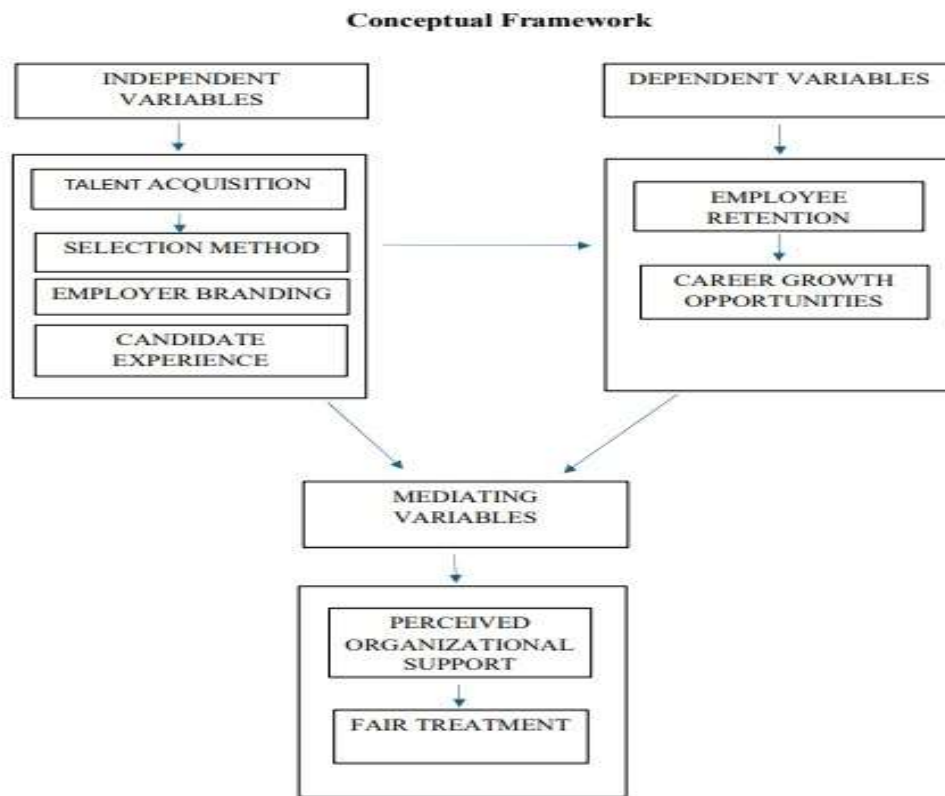 Conceptual Framework
INDEPENDENT
VARIABLES
DEPENDENT VARIABLES
TALENT ACQUISITION
SELECTION METHOD
EMPLOYER BRANDING
CANDIDATE
EXPERIENCE
EMPLOYEE
RETENTION
CAREER GROWTH
OPPORTUNITIES
MEDIATING
VARIABLES
PERCEIVED
ORGANIZATIONAL
SUPPORT
FAIR TREATMENT